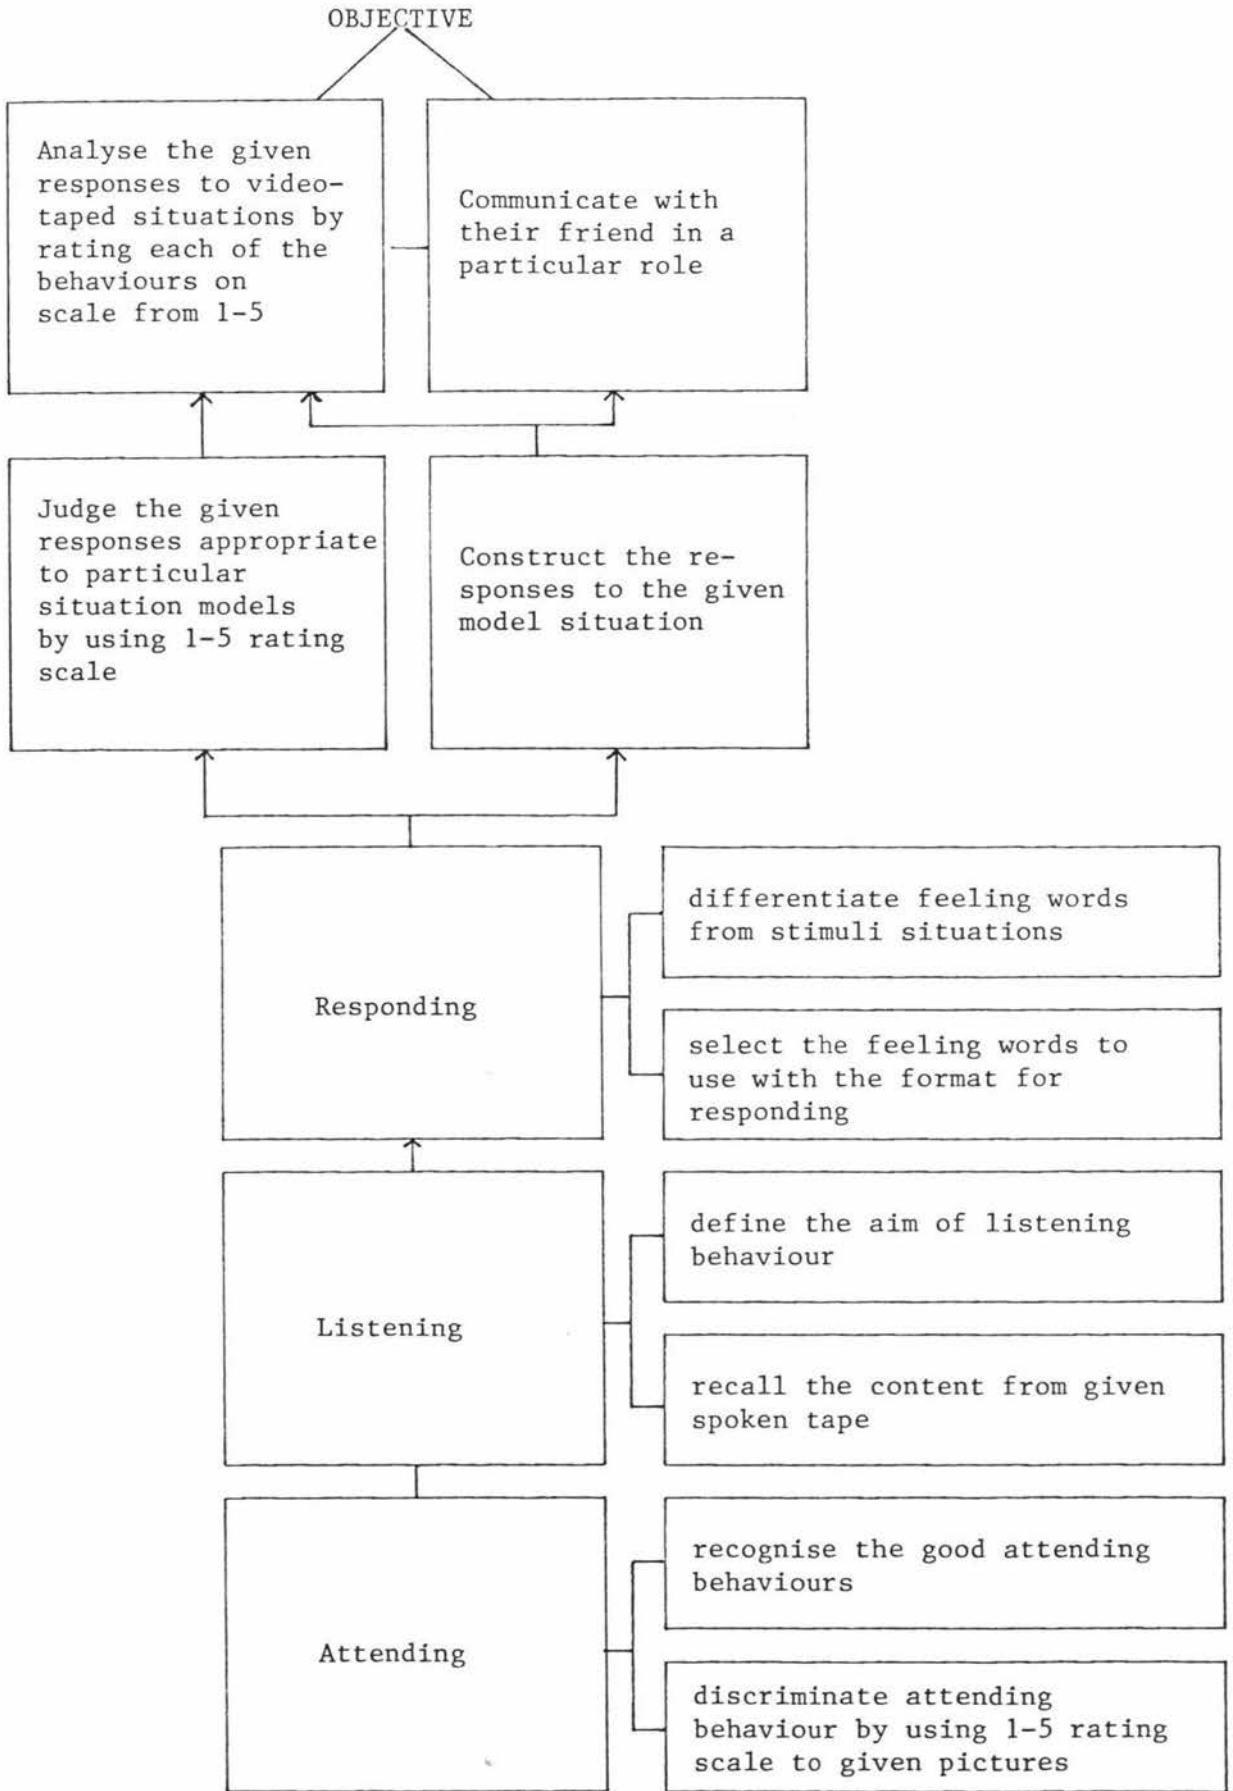 OBJECTIVE
Analyse the given
responses to video-
taped situations by
rating each of the
behaviours on
scale from 1-5
Communicate with
their friend in a
particular role
Judge the given
responses appropriate
to particular
situation models
by using 1-5 rating
scale
Construct the re-
sponses to the given
model situation
Responding
differentiate feeling words
from stimuli situations
select the feeling words to
use with the format for
responding
Listening
define the aim of listening
behaviour
recall the content from given
spoken tape
Attending
recognise the good attending
behaviours
discriminate attending
behaviour by using 1-5 rating
scale to given pictures